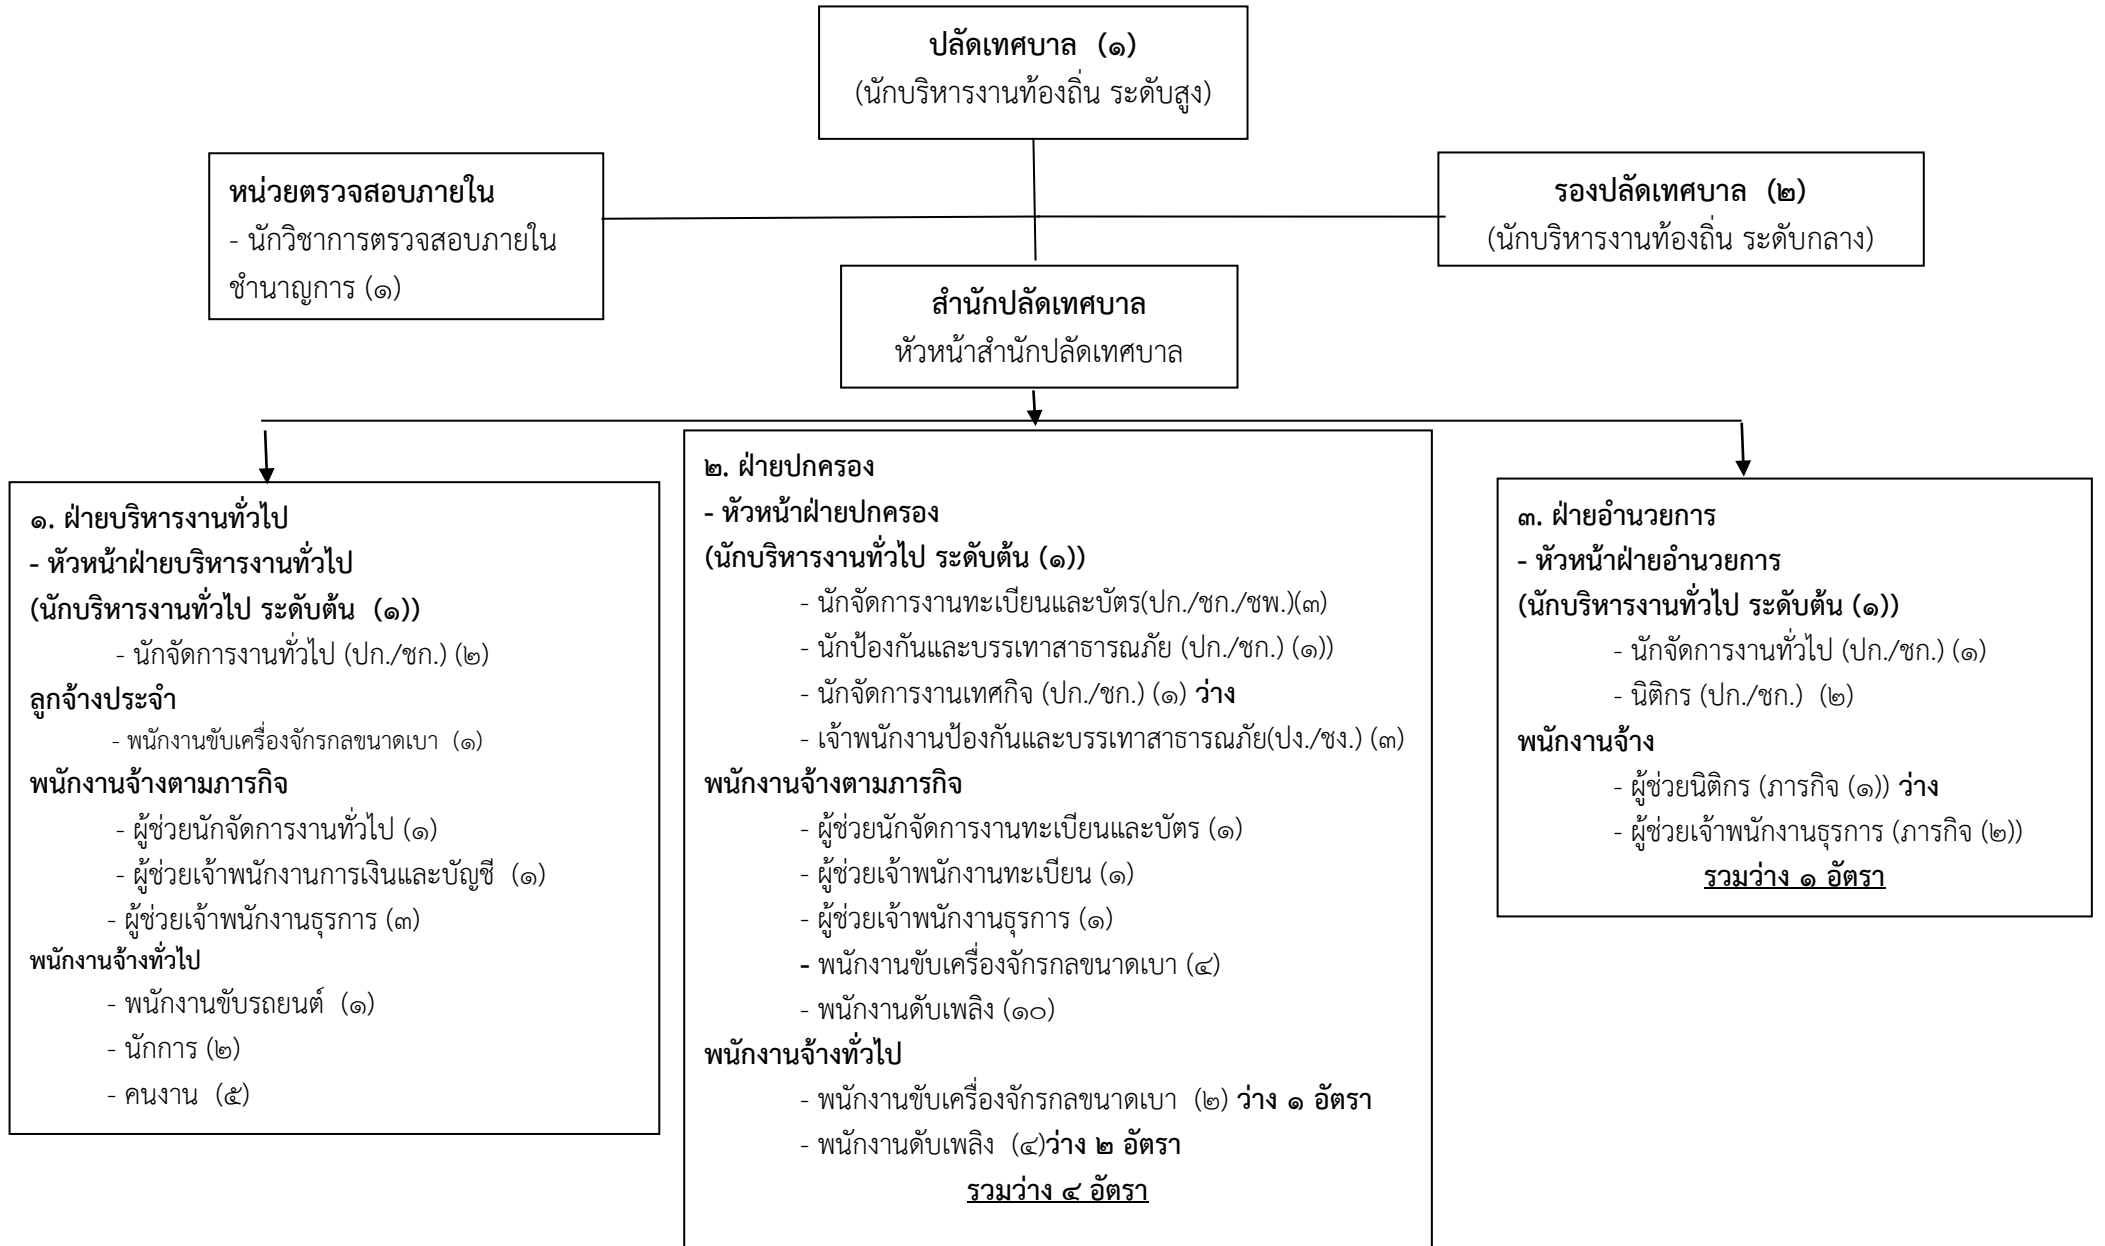 ปลัดเทศบาล (๑)
(นักบริหารงานท้องถิ่น ระดับสูง)
หน่วยตรวจสอบภายใน
- นักวิชาการตรวจสอบภายใน
ชำนาญการ (๑)
รองปลัดเทศบาล (๒)
(นักบริหารงานท้องถิ่น ระดับกลาง)
สำนักปลัดเทศบาล
หัวหน้าสำนักปลัดเทศบาล
๑. ฝ่ายบริหารงานทั่วไป
- หัวหน้าฝ่ายบริหารงานทั่วไป
(นักบริหารงานทั่วไป ระดับต้น (๑))
- นักจัดการงานทั่วไป (ปก./ชก.) (๒)
ลูกจ้างประจำ
- พนักงานขับเครื่องจักรกลขนาดเบา (๑)
พนักงานจ้างตามภารกิจ
- ผู้ช่วยนักจัดการงานทั่วไป (๑)
- ผู้ช่วยเจ้าพนักงานการเงินและบัญชี (๑)
- ผู้ช่วยเจ้าพนักงานธุรการ (๓)
พนักงานจ้างทั่วไป
- พนักงานขับรถยนต์ (๑)
- นักการ (๒)
- คนงาน (๕)
๒. ฝ่ายปกครอง
- หัวหน้าฝ่ายปกครอง
(นักบริหารงานทั่วไป ระดับต้น (๑))
- นักจัดการงานทะเบียนและบัตร(ปก./ชก./ชพ.)(๓)
- นักป้องกันและบรรเทาสาธารณภัย (ปก./ชก.) (๑))
- นักจัดการงานเทศกิจ (ปก./ชก.) (๑) ว่าง
- เจ้าพนักงานป้องกันและบรรเทาสาธารณภัย(ปง./ชง.) (๓)
พนักงานจ้างตามภารกิจ
- ผู้ช่วยนักจัดการงานทะเบียนและบัตร (๑)
- ผู้ช่วยเจ้าพนักงานทะเบียน (๑)
- ผู้ช่วยเจ้าพนักงานธุรการ (๑)
- พนักงานขับเครื่องจักรกลขนาดเบา (๔)
- พนักงานดับเพลิง (๑๐)
พนักงานจ้างทั่วไป
- พนักงานขับเครื่องจักรกลขนาดเบา (๒) ว่าง ๑ อัตรา
- พนักงานดับเพลิง (๔)ว่าง ๒ อัตรา
รวมว่าง ๔ อัตรา
๓. ฝ่ายอำนวยการ
- หัวหน้าฝ่ายอำนวยการ
(นักบริหารงานทั่วไป ระดับต้น (๑))
- นักจัดการงานทั่วไป (ปก./ชก.) (๑)
- นิติกร (ปก./ชก.) (๒)
พนักงานจ้าง
- ผู้ช่วยนิติกร (ภารกิจ (๑)) ว่าง
- ผู้ช่วยเจ้าพนักงานธุรการ (ภารกิจ (๒))
รวมว่าง ๑ อัตรา